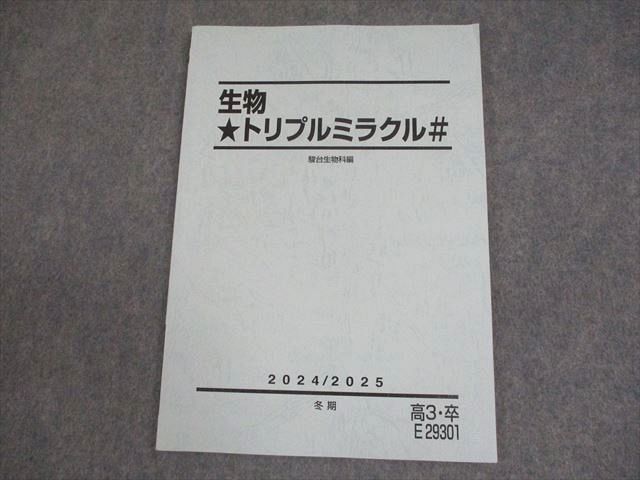 生物
★トリプルミラクル#
駿台生物科編
2024/2025
冬期
高3・卒
E29301